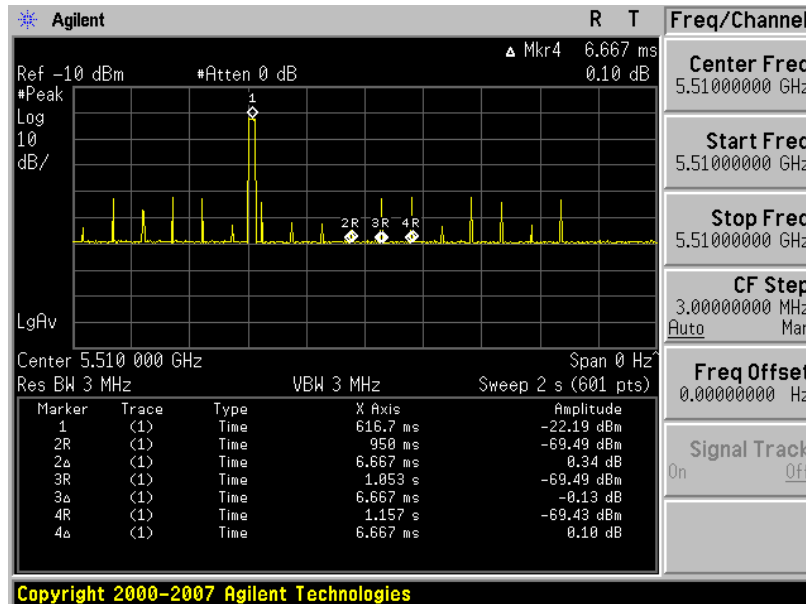 Agilent R T
Freq/Channel
▵ Mkr4 6.667 ms
Ref −10 dBm #Atten 0 dB 0.10 dB
#Peak
Log
10
dB/
1
2R 3R 4R
LgAv
Center 5.510 000 GHz Span 0 Hz^
Res BW 3 MHz VBW 3 MHz Sweep 2 s (601 pts)
Marker Trace Type X Axis Amplitude
1 (1) Time 616.7 ms −22.19 dBm
2R (1) Time 950 ms −69.49 dBm
2▵ (1) Time 6.667 ms 0.34 dB
3R (1) Time 1.053 s −69.49 dBm
3▵ (1) Time 6.667 ms −0.13 dB
4R (1) Time 1.157 s −69.43 dBm
4▵ (1) Time 6.667 ms 0.10 dB
Center Freq
5.51000000 GHz
Start Freq
5.51000000 GHz
Stop Freq
5.51000000 GHz
CF Step
3.00000000 MHz
Auto Man
Freq Offset
0.00000000 Hz
Signal Track
On Off
Copyright 2000–2007 Agilent Technologies